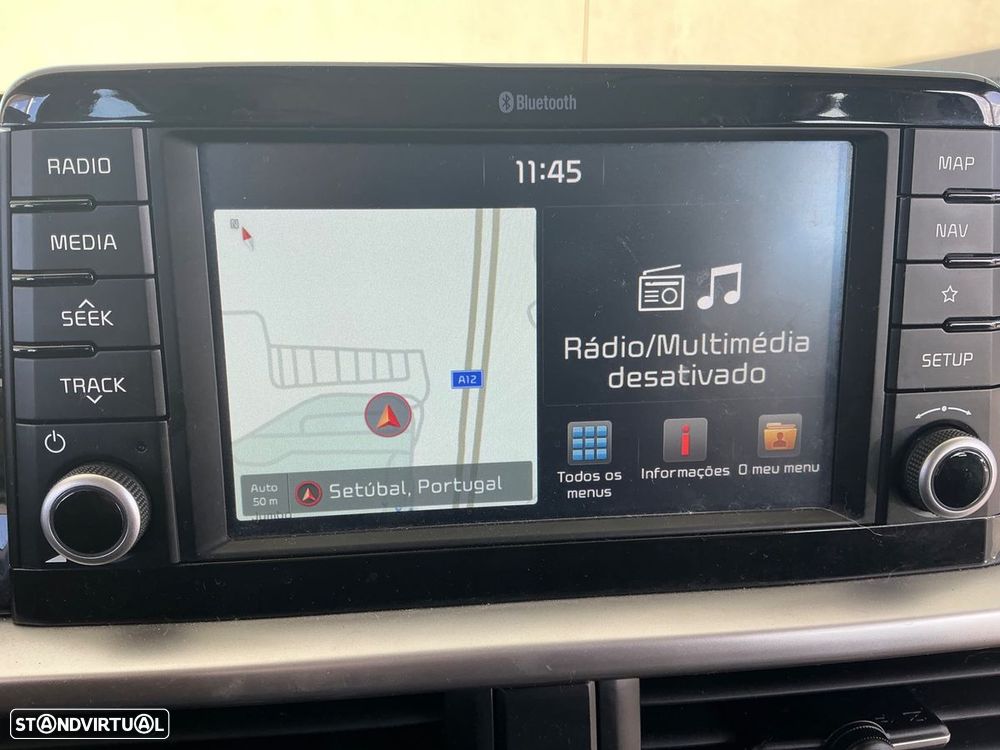 Bluetooth
RADIO
MEDIA
SEEK
TRACK
11:45
N
A12
Auto
50 m
Setúbal, Portugal
Jumbo
Rádio/Multimédia
desativado
Todos os
menus
Informações
O meu menu
MAP
NAV
SETUP
STANDVIRTUAL